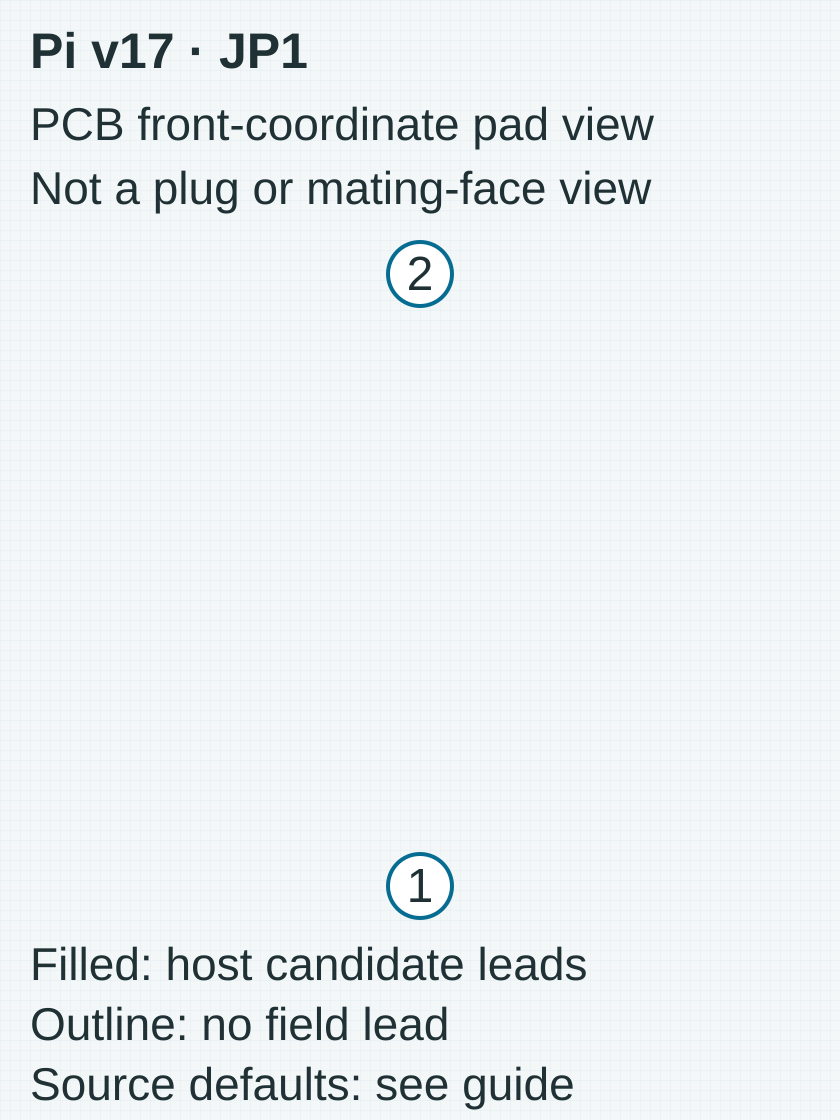 Pi v17 · JP1
PCB front-coordinate pad view
Not a plug or mating-face view
2
1
Filled: host candidate leads
Outline: no field lead
Source defaults: see guide